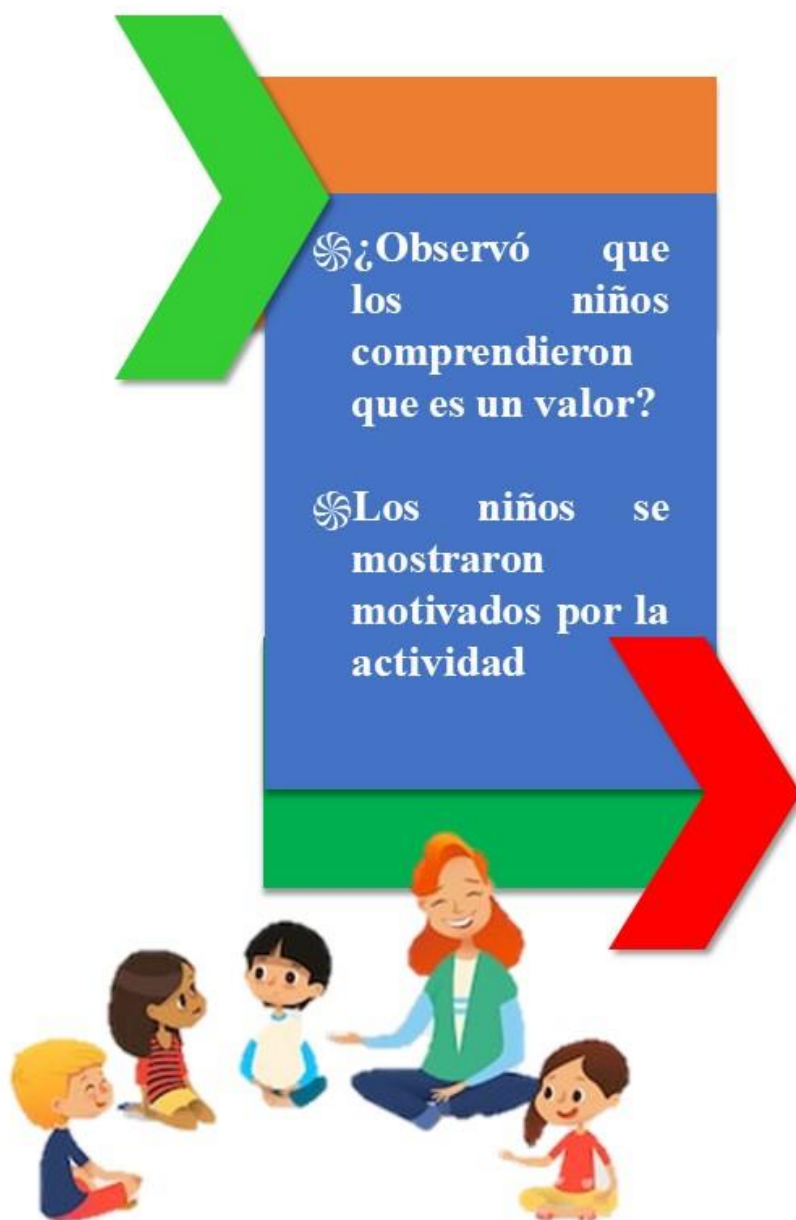 ¿Observó que
los niños
comprendieron
que es un valor?
Los niños se
mostraron
motivados por la
actividad